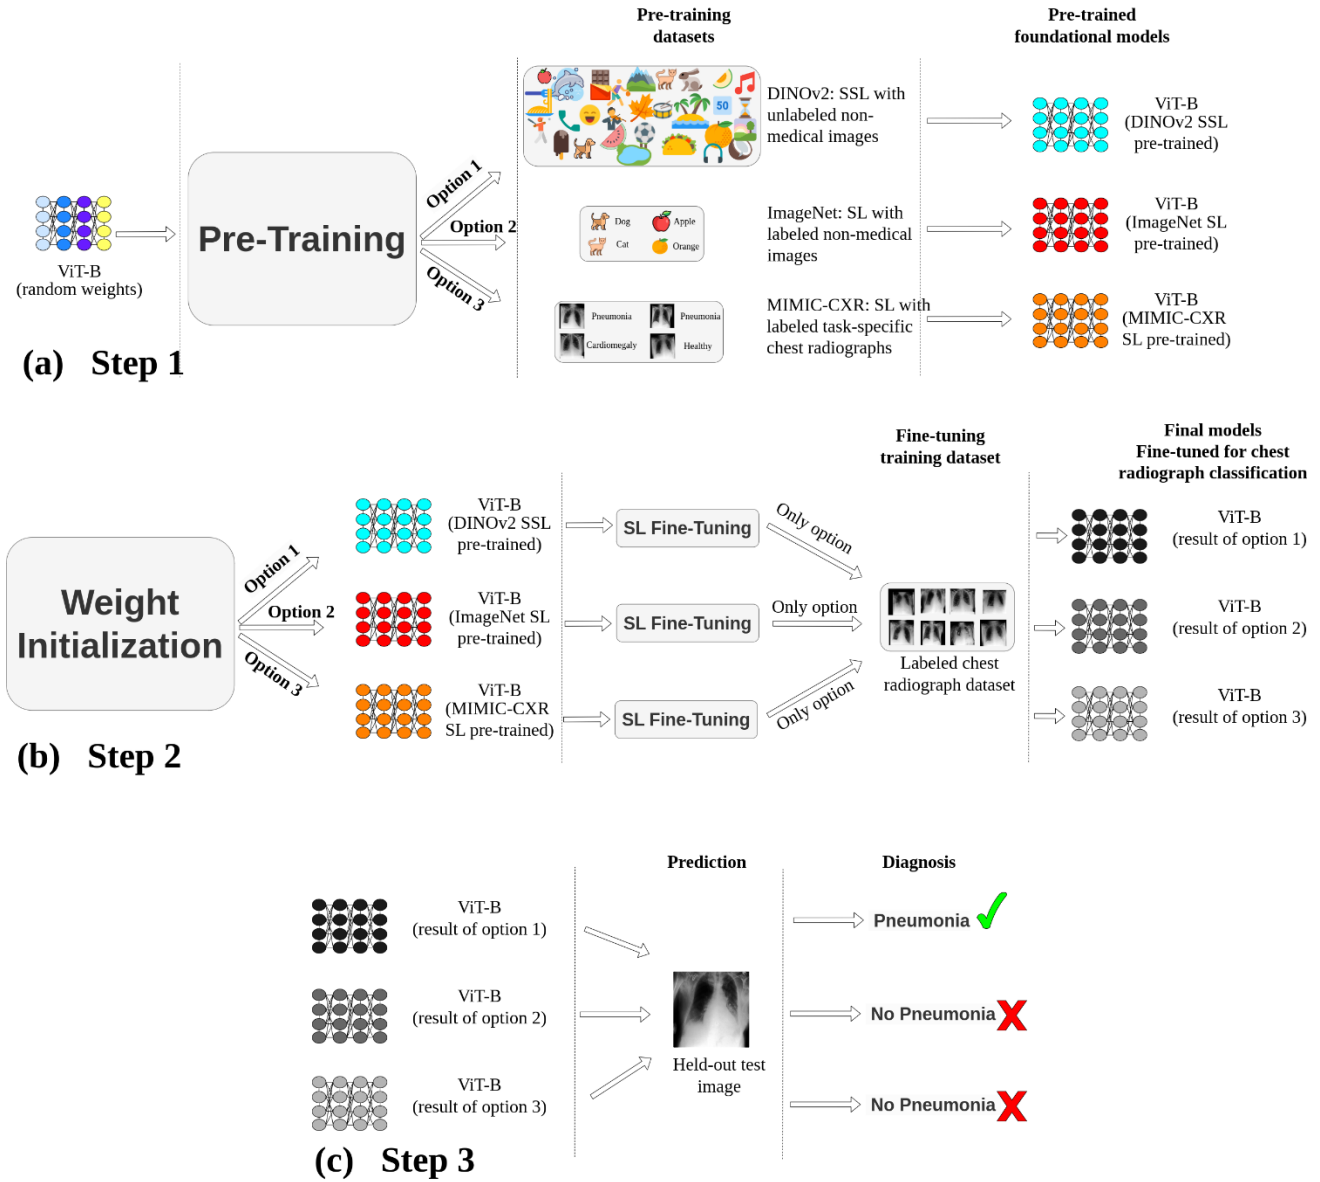 Pre-training
datasets
Pre-trained
foundational models
ViT-B
(random weights)
Pre-Training
Option 1
Option 2
Option 3
50
DINOv2: SSL with
unlabeled non-
medical images
ViT-B
(DINOv2 SSL
pre-trained)
Dog
Apple
Cat
Orange
ImageNet: SL with
labeled non-medical
images
ViT-B
(ImageNet SL
pre-trained)
Pneumonia
Pneumonia
Cardiomegaly
Healthy
MIMIC-CXR: SL with
labeled task-specific
chest radiographs
ViT-B
(MIMIC-CXR
SL pre-trained)
(a) Step 1
Fine-tuning
training dataset
Final models
Fine-tuned for chest
radiograph classification
Weight
Initialization
Option 1
Option 2
Option 3
ViT-B
(DINOv2 SSL
pre-trained)
SL Fine-Tuning
Only option
ViT-B
(result of option 1)
ViT-B
(ImageNet SL
pre-trained)
SL Fine-Tuning
Only option
ViT-B
(result of option 2)
ViT-B
(MIMIC-CXR
SL pre-trained)
SL Fine-Tuning
Only option
Labeled chest
radiograph dataset
ViT-B
(result of option 3)
(b) Step 2
Prediction
Diagnosis
ViT-B
(result of option 1)
Pneumonia
ViT-B
(result of option 2)
No Pneumonia
Held-out test
image
ViT-B
(result of option 3)
No Pneumonia
(c) Step 3